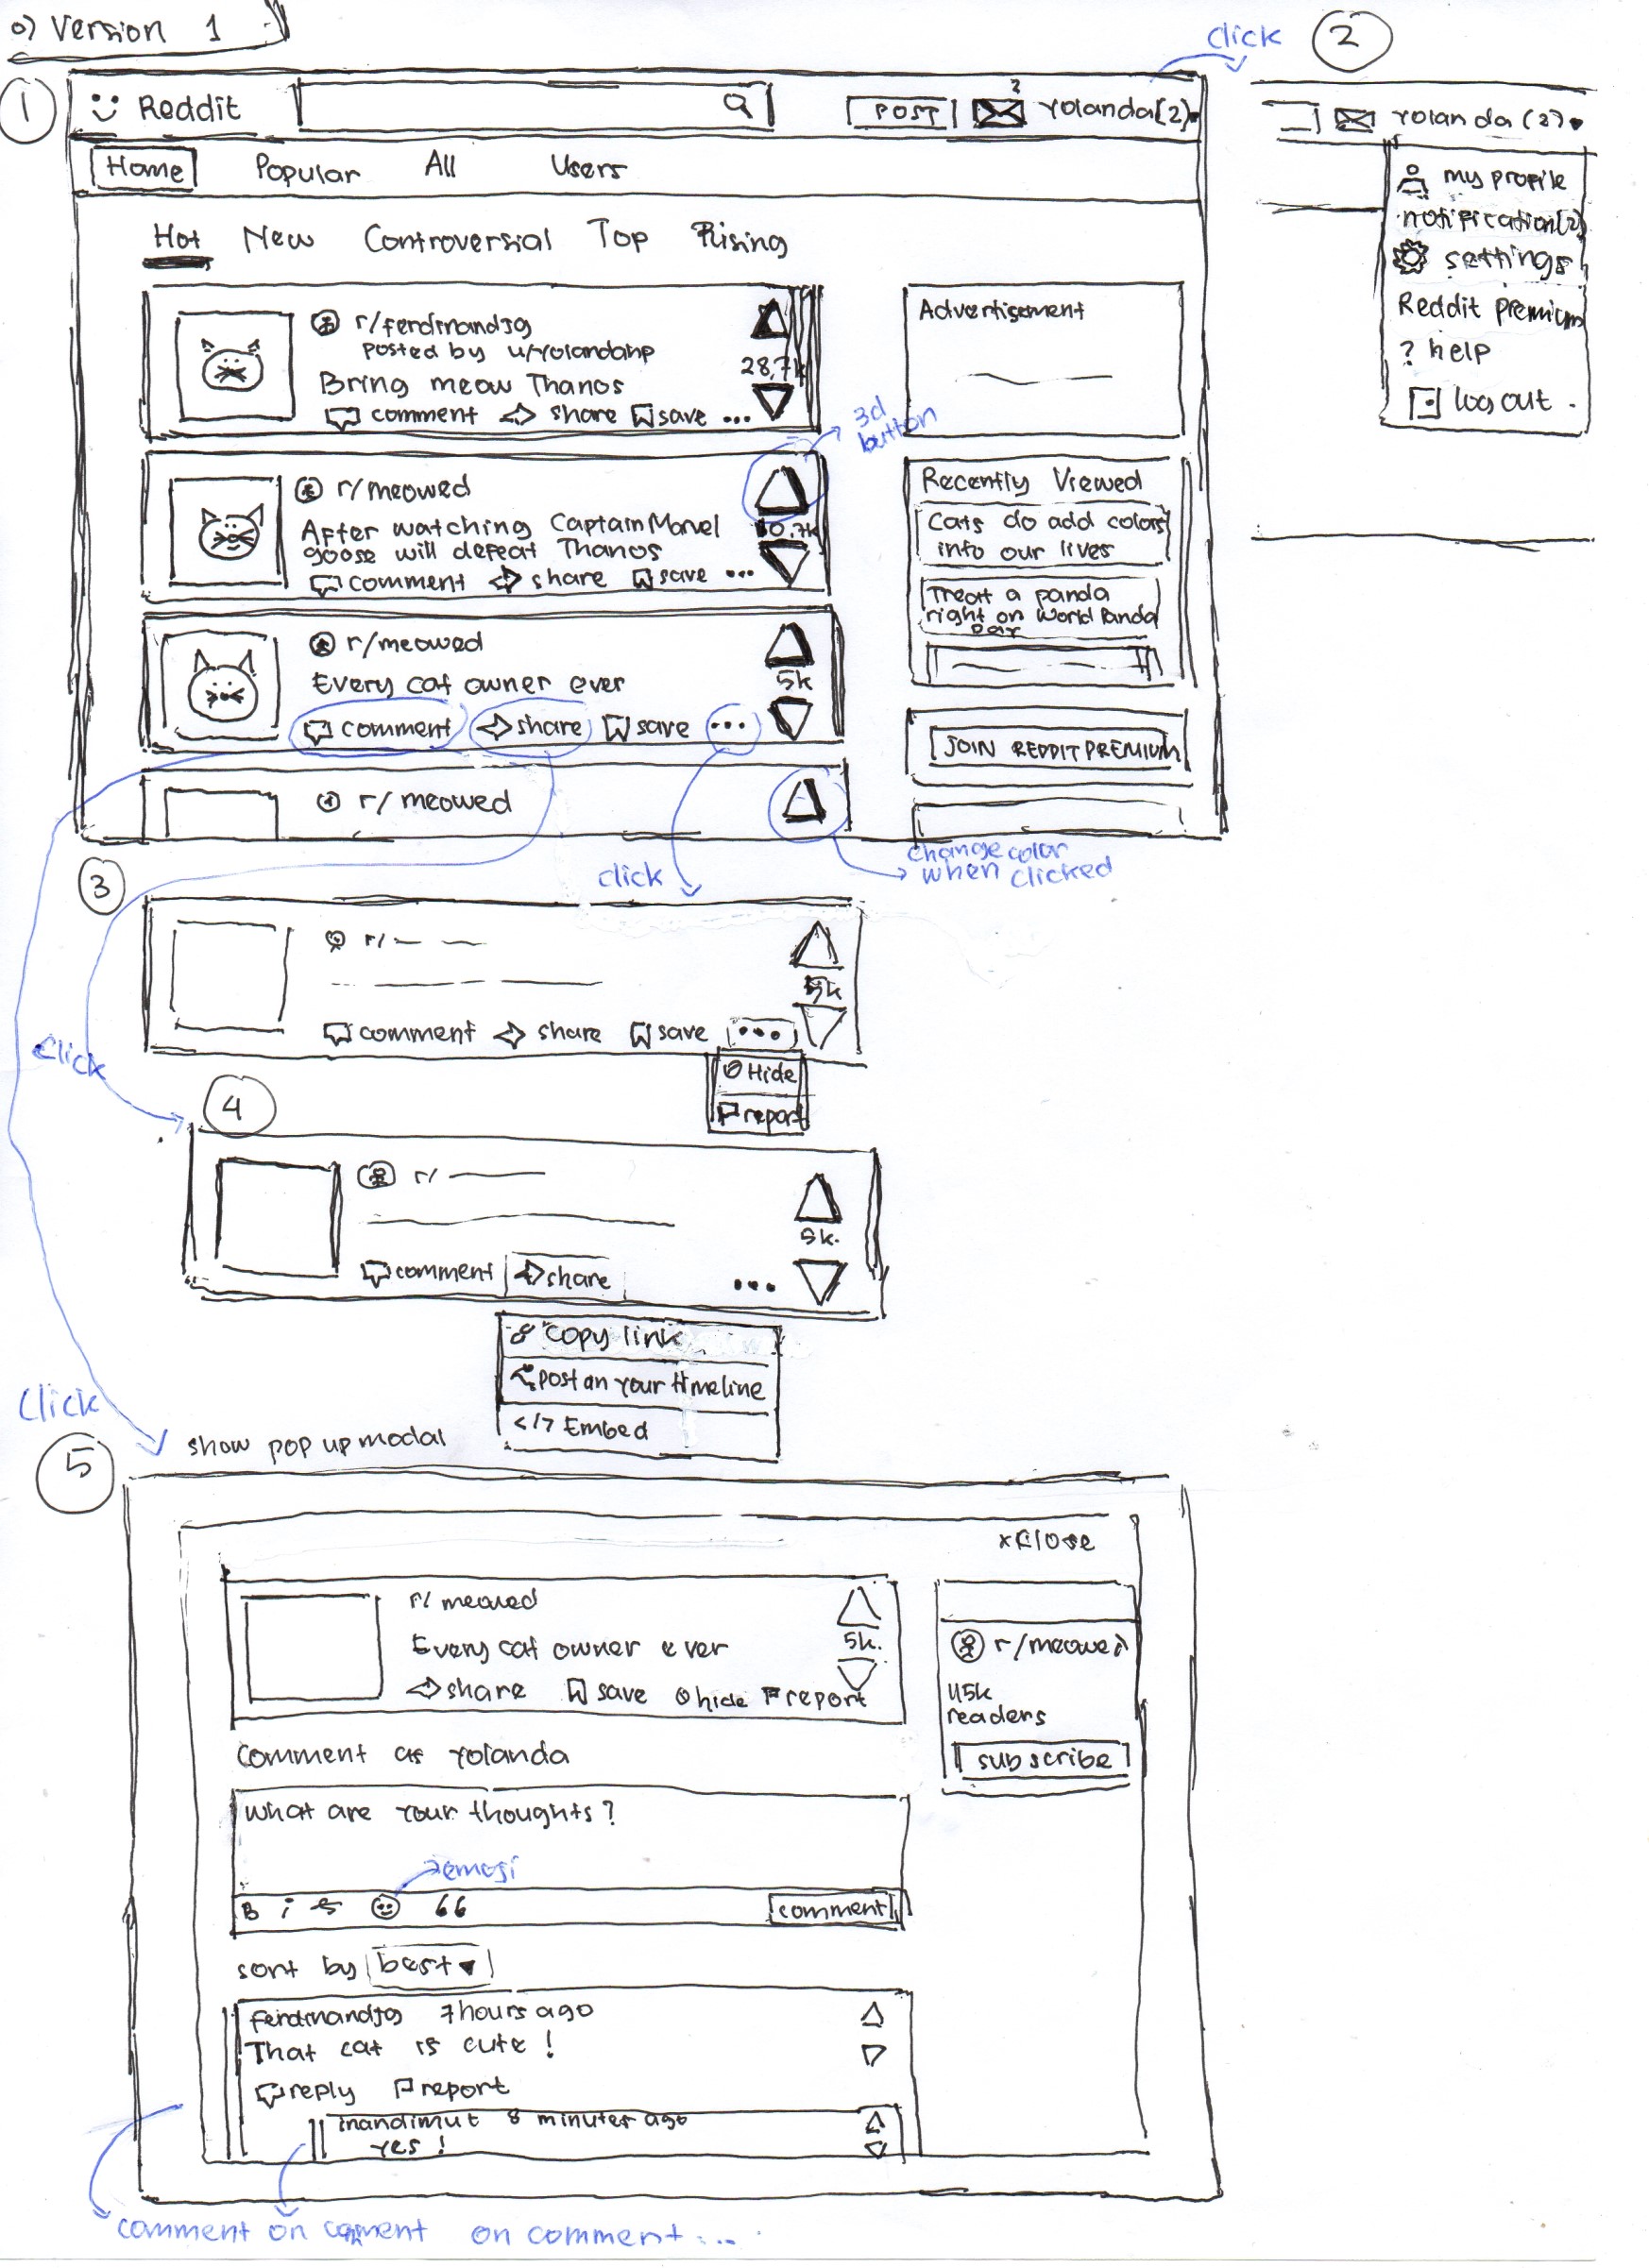 o) Version 1
click 2
1
Reddit
POST
2
Yolanda(2)
Home Popular All Users
Hot New Controversial Top Rising
r/ferdinandjg
posted by u/yolandahp
Bring meow Thanos
28,7k
comment share save ...
3d button
r/meowed
After watching Captain Marvel
goose will defeat Thanos
comment share save ...
r/meowed
Every cat owner ever
5k
comment share save ...
r/meowed
change color
when clicked
Advertisement
Recently Viewed
Cats do add colors
into our lives
Treat a panda
right on World Panda
Day
JOIN REDDIT PREMIUM
Yolanda (2)
my profile
notification(2)
settings
Reddit premium
? help
log out
click
3
r/
5k
comment share save ...
Hide
report
click
4
r/
5k.
comment share ...
copy link
post on your timeline
</> Embed
Click
5
show pop up modal
x Close
r/meowed
Every cat owner ever
5k.
share save hide report
r/meowed
45k
readers
subscribe
comment as yolanda
what are your thoughts?
emoji
B i S 66
comment
sort by best
ferdinandjg 7 hours ago
That cat is cute!
reply report
inandimut 8 minutes ago
yes!
comment on comment on comment ...